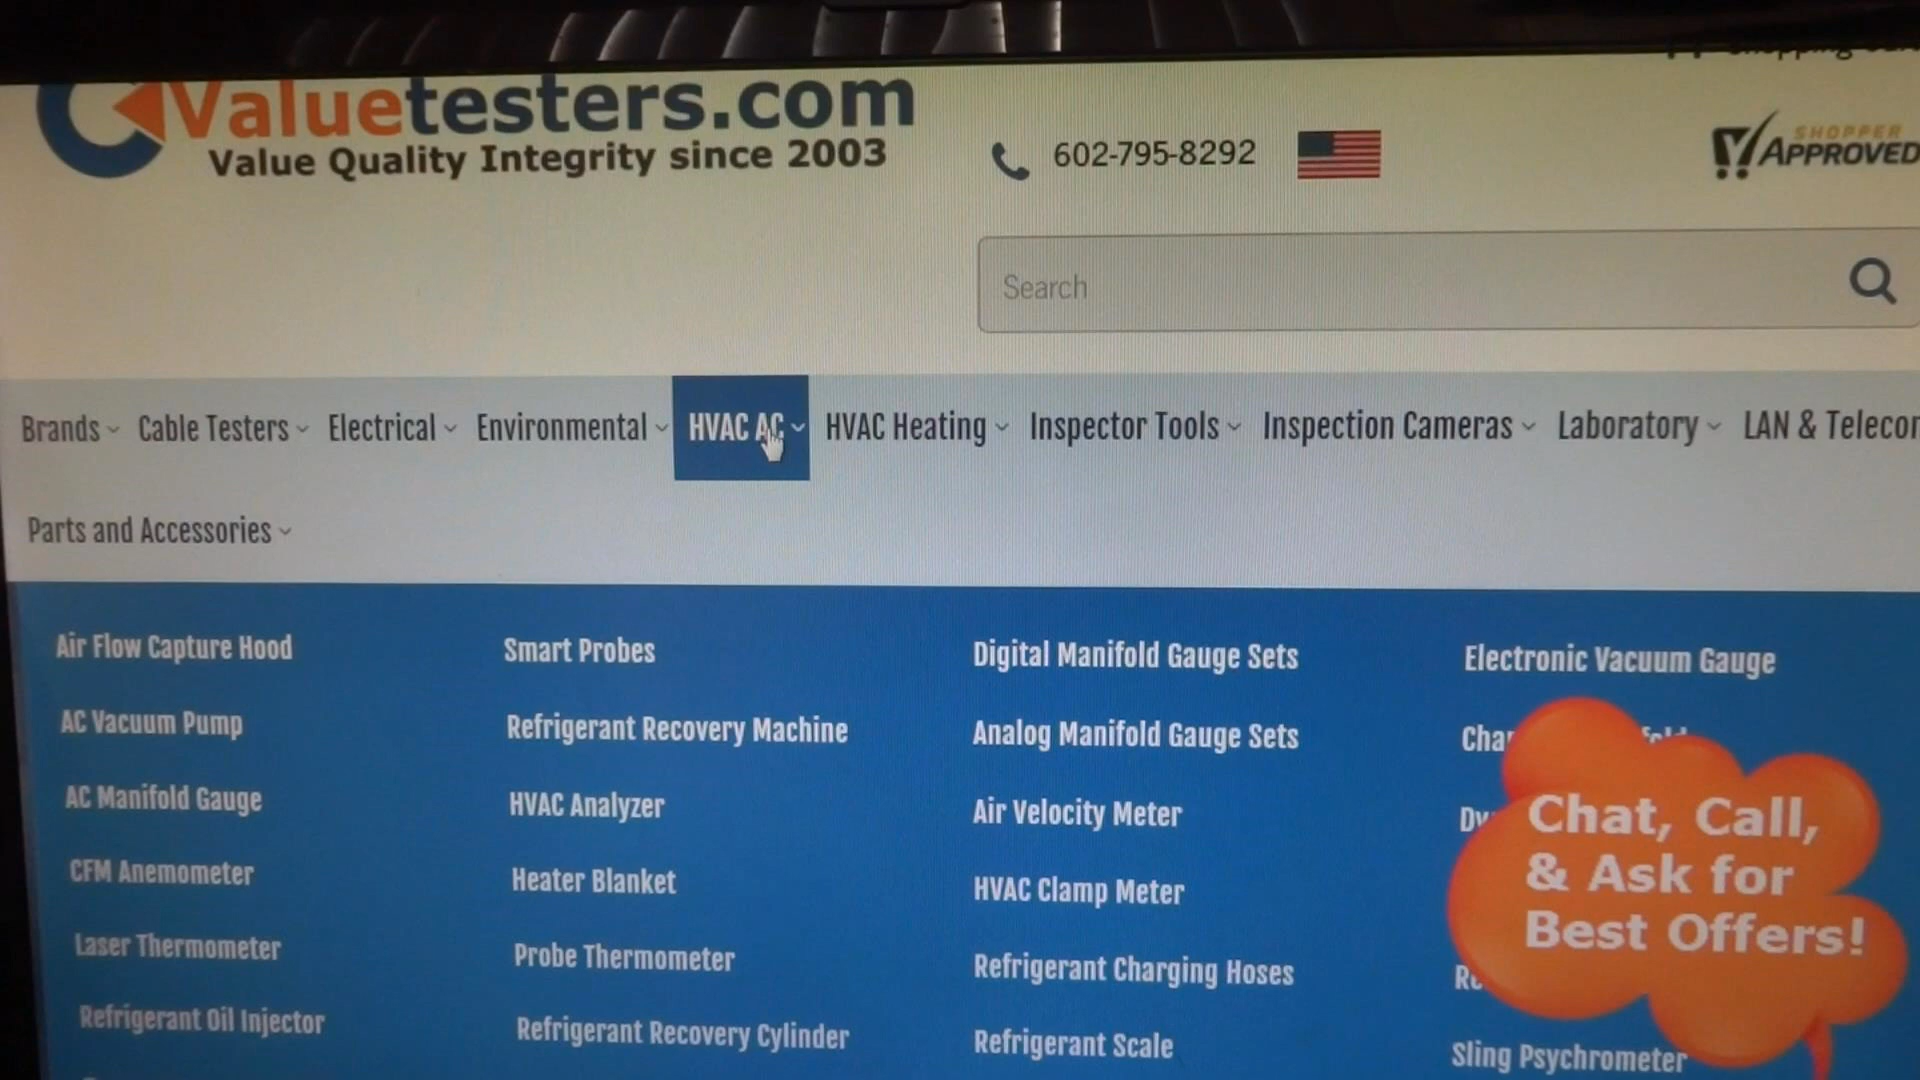 Valuetesters.com
Value Quality Integrity since 2003
602-795-8292
SHOPPER
APPROVED
Search
Brands Cable Testers Electrical Environmental HVAC AC HVAC Heating Inspector Tools Inspection Cameras Laboratory LAN &
Parts and Accessories
Air Flow Capture Hood Smart Probes Digital Manifold Gauge Sets Electronic Vacuum Gauge
AC Vacuum Pump Refrigerant Recovery Machine Analog Manifold Gauge Sets
AC Manifold Gauge HVAC Analyzer Air Velocity Meter
CFM Anemometer Heater Blanket HVAC Clamp Meter
Laser Thermometer Probe Thermometer Refrigerant Charging Hoses
Refrigerant Oil Injector Refrigerant Recovery Cylinder Refrigerant Scale Sling Psychrometer
Chat, Call,
& Ask for
Best Offers!